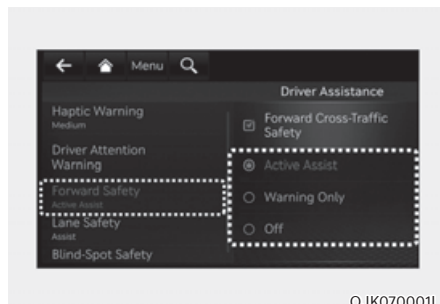 Menu
Driver Assistance
Haptic Warning
Medium
Driver Attention
Warning
Forward Safety
Active Assist
Lane Safety
Assist
Blind-Spot Safety
Forward Cross-Traffic
Safety
Active Assist
Warning Only
Off